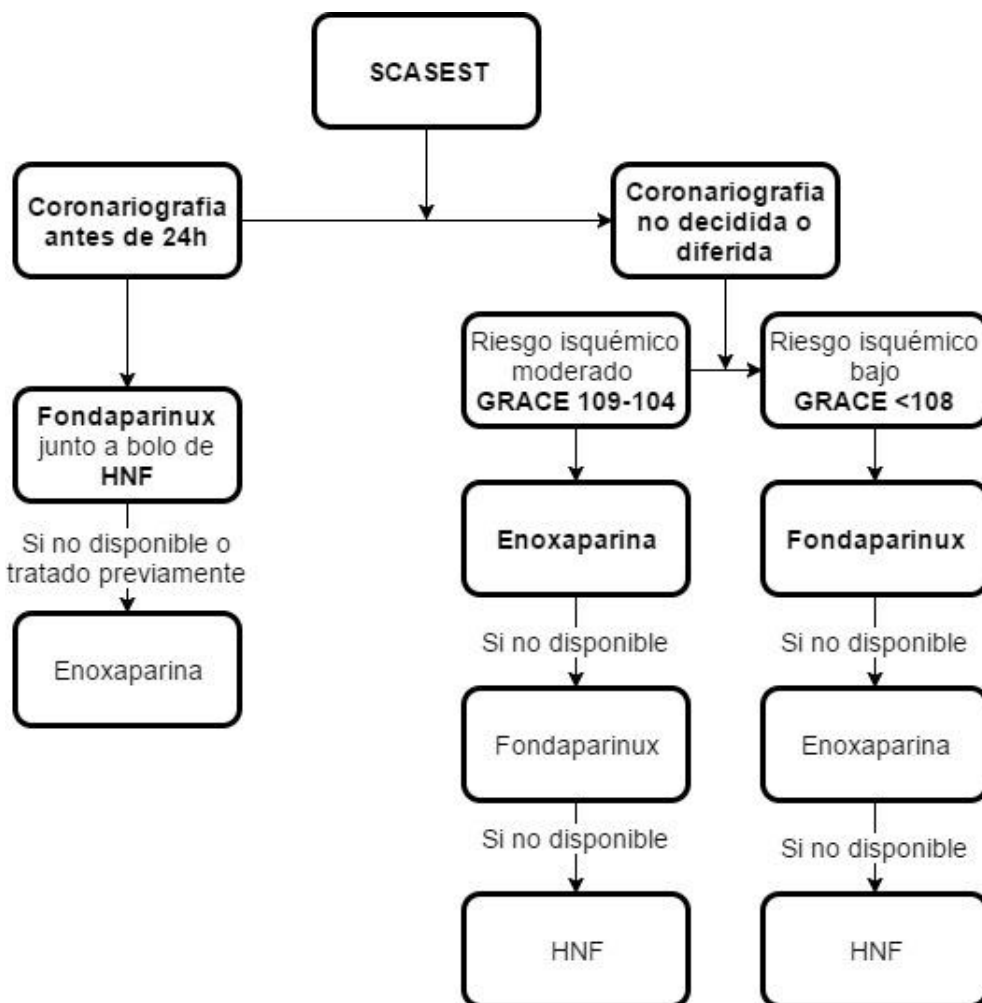 SCASEST
Coronariografia
antes de 24h
Coronariografia
no decidida o
diferida
Riesgo isquémico
moderado
GRACE 109-104
Riesgo isquémico
bajo
GRACE <108
Fondaparinux
junto a bolo de
HNF
Si no disponible o
tratado previamente
Enoxaparina
Enoxaparina
Si no disponible
Fondaparinux
Si no disponible
HNF
Fondaparinux
Si no disponible
Enoxaparina
Si no disponible
HNF